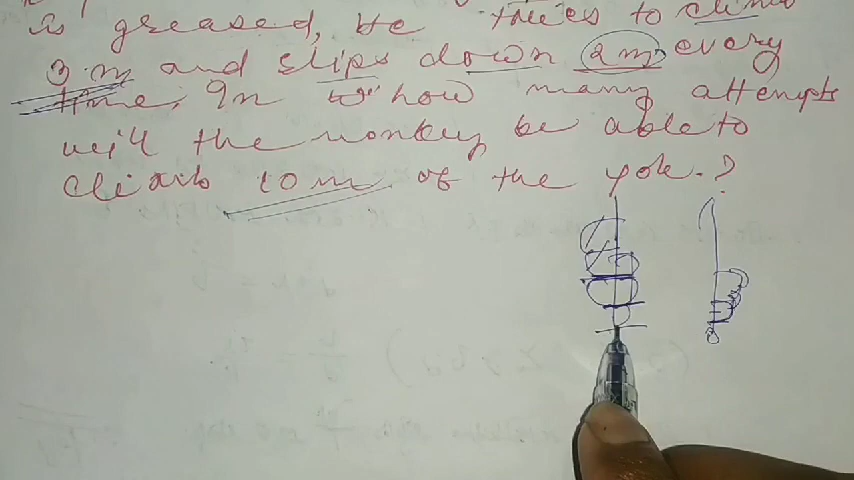 is greased, He tries to climb
3 m and slips down 2m every
time. In how many attempts
will the monkey be able to
climb 10 m of the pole.?